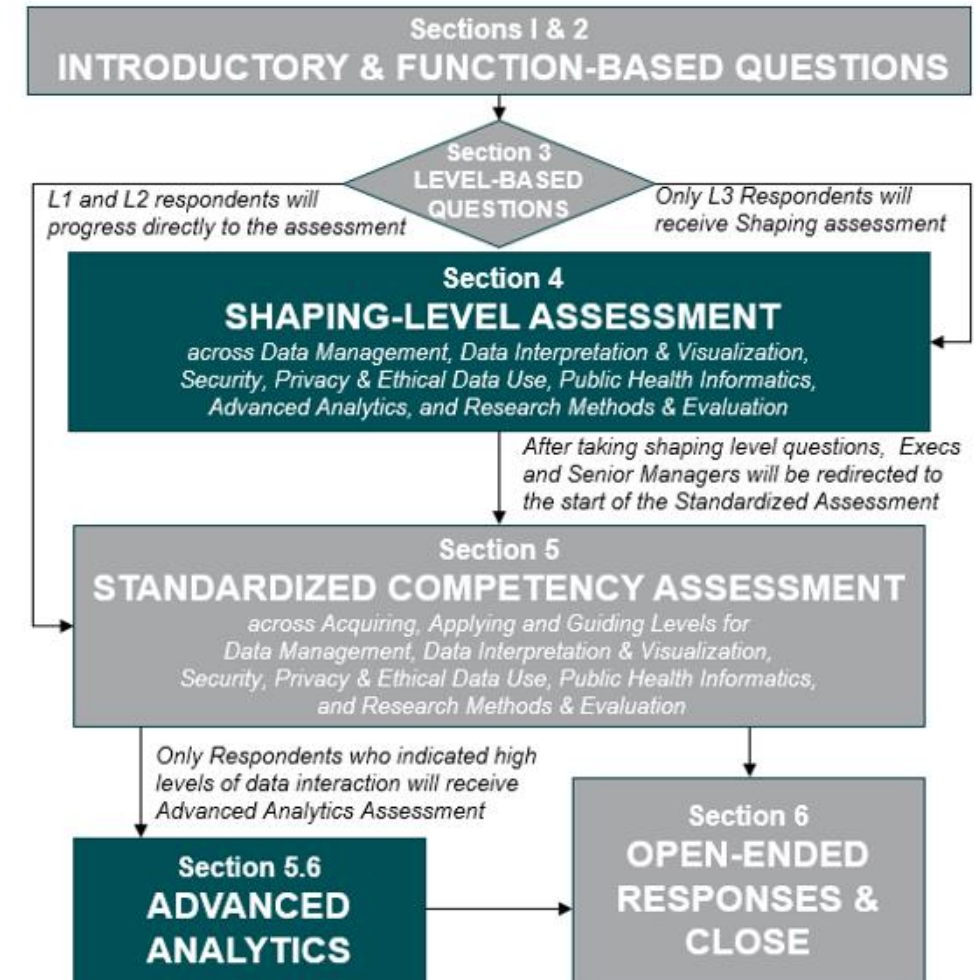 Sections I & 2
INTRODUCTORY & FUNCTION-BASED QUESTIONS
Section 3
LEVEL-BASED
QUESTIONS
L1 and L2 respondents will
progress directly to the assessment
Only L3 Respondents will
receive Shaping assessment
Section 4
SHAPING-LEVEL ASSESSMENT
across Data Management, Data Interpretation & Visualization,
Security, Privacy & Ethical Data Use, Public Health Informatics,
Advanced Analytics, and Research Methods & Evaluation
After taking shaping level questions, Execs
and Senior Managers will be redirected to
the start of the Standardized Assessment
Section 5
STANDARDIZED COMPETENCY ASSESSMENT
across Acquiring, Applying and Guiding Levels for
Data Management, Data Interpretation & Visualization,
Security, Privacy & Ethical Data Use, Public Health Informatics,
and Research Methods & Evaluation
Only Respondents who indicated high
levels of data interaction will receive
Advanced Analytics Assessment
Section 5.6
ADVANCED
ANALYTICS
Section 6
OPEN-ENDED
RESPONSES &
CLOSE